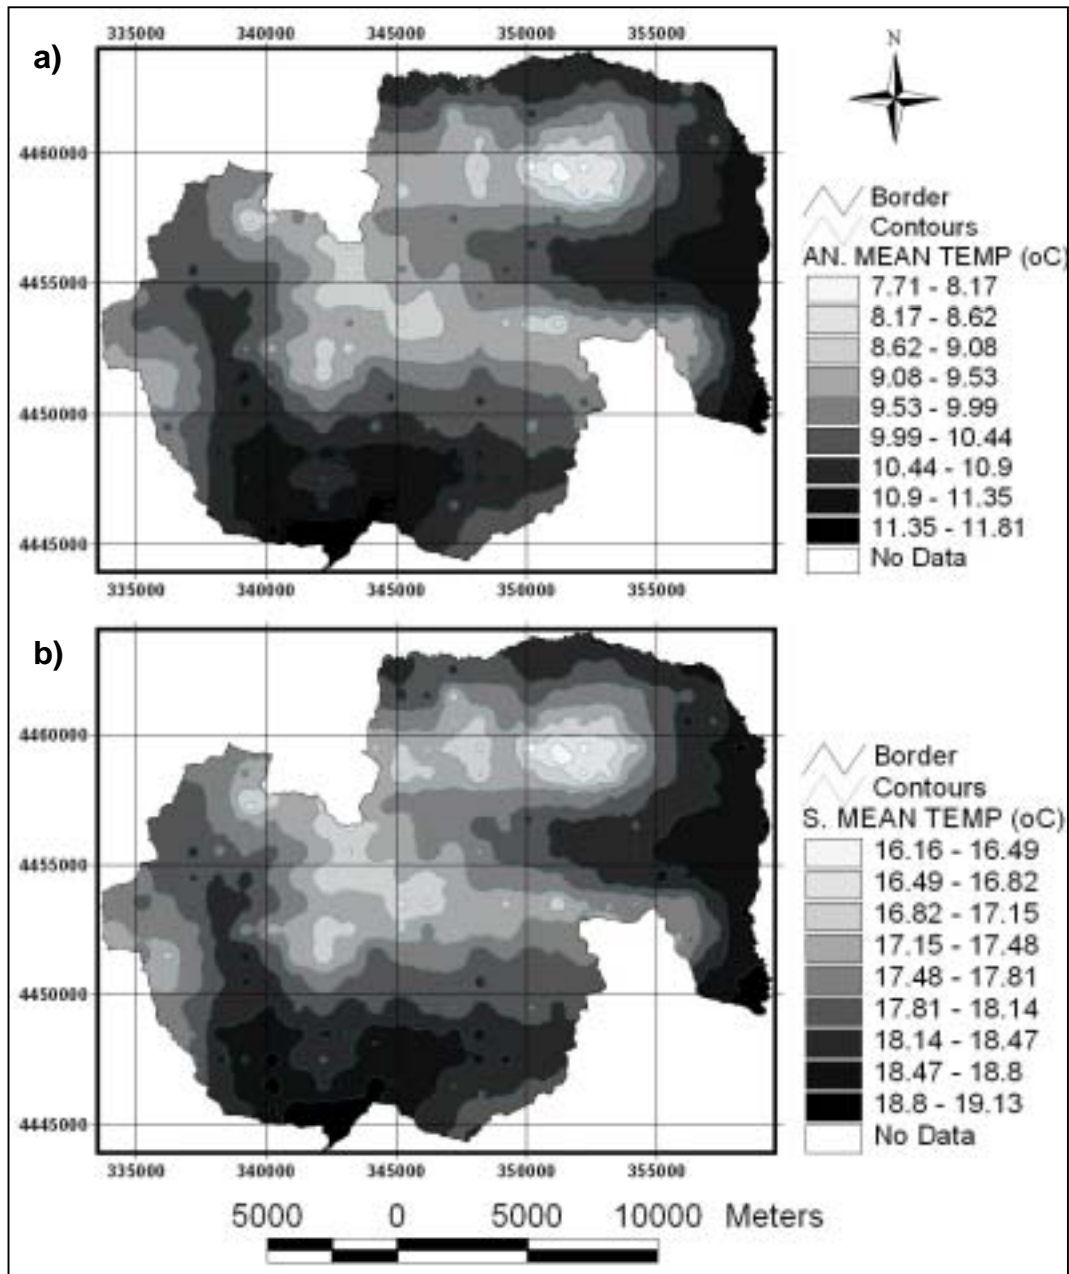 a)
315000 340000 345000 350000 355000
N
4460000
4455000
4450000
4445000
315000 340000 345000 350000 355000
Border
Contours
AN. MEAN TEMP (oC)
7.71 - 8.17
8.17 - 8.62
8.62 - 9.08
9.08 - 9.53
9.53 - 9.99
9.99 - 10.44
10.44 - 10.9
10.9 - 11.35
11.35 - 11.81
No Data
b)
4460000
4455000
4450000
4445000
315000 340000 345000 350000 355000
Border
Contours
S. MEAN TEMP (oC)
16.16 - 16.49
16.49 - 16.82
16.82 - 17.15
17.15 - 17.48
17.48 - 17.81
17.81 - 18.14
18.14 - 18.47
18.47 - 18.8
18.8 - 19.13
No Data
5000 0 5000 10000 Meters